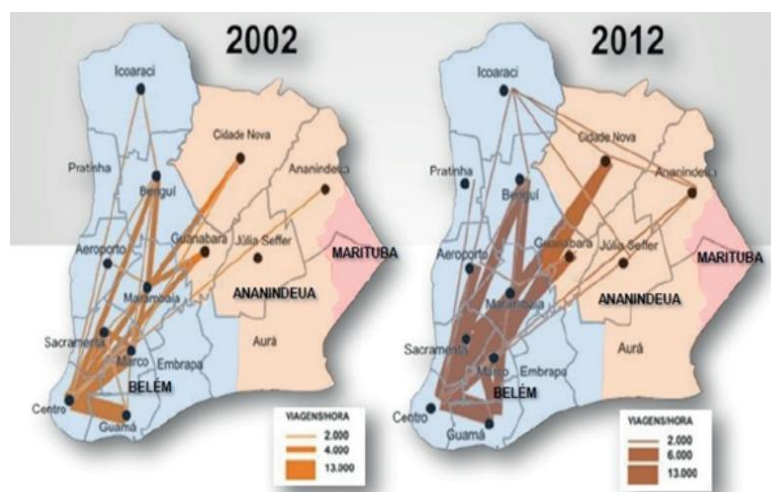 2002
Icoaraci
Cidade Nova
Pratinha
Ananindeua
Benguí
Guanabara
Aeroporto
Júlia Seffer
MARITUBA
Marambaia
ANANINDEUA
Sacramenta
Marco
Embrapa
Aurá
BELÉM
Centro
Guamá
VIAGENS/HORA
2.000
4.000
13.000
2012
Icoaraci
Cidade Nova
Pratinha
Ananindeua
Benguí
Guanabara
Aeroporto
Júlia Seffer
MARITUBA
Marambaia
ANANINDEUA
Sacramenta
Marco
Embrapa
Aurá
BELÉM
Centro
Guamá
VIAGENS/HORA
2.000
6.000
13.000